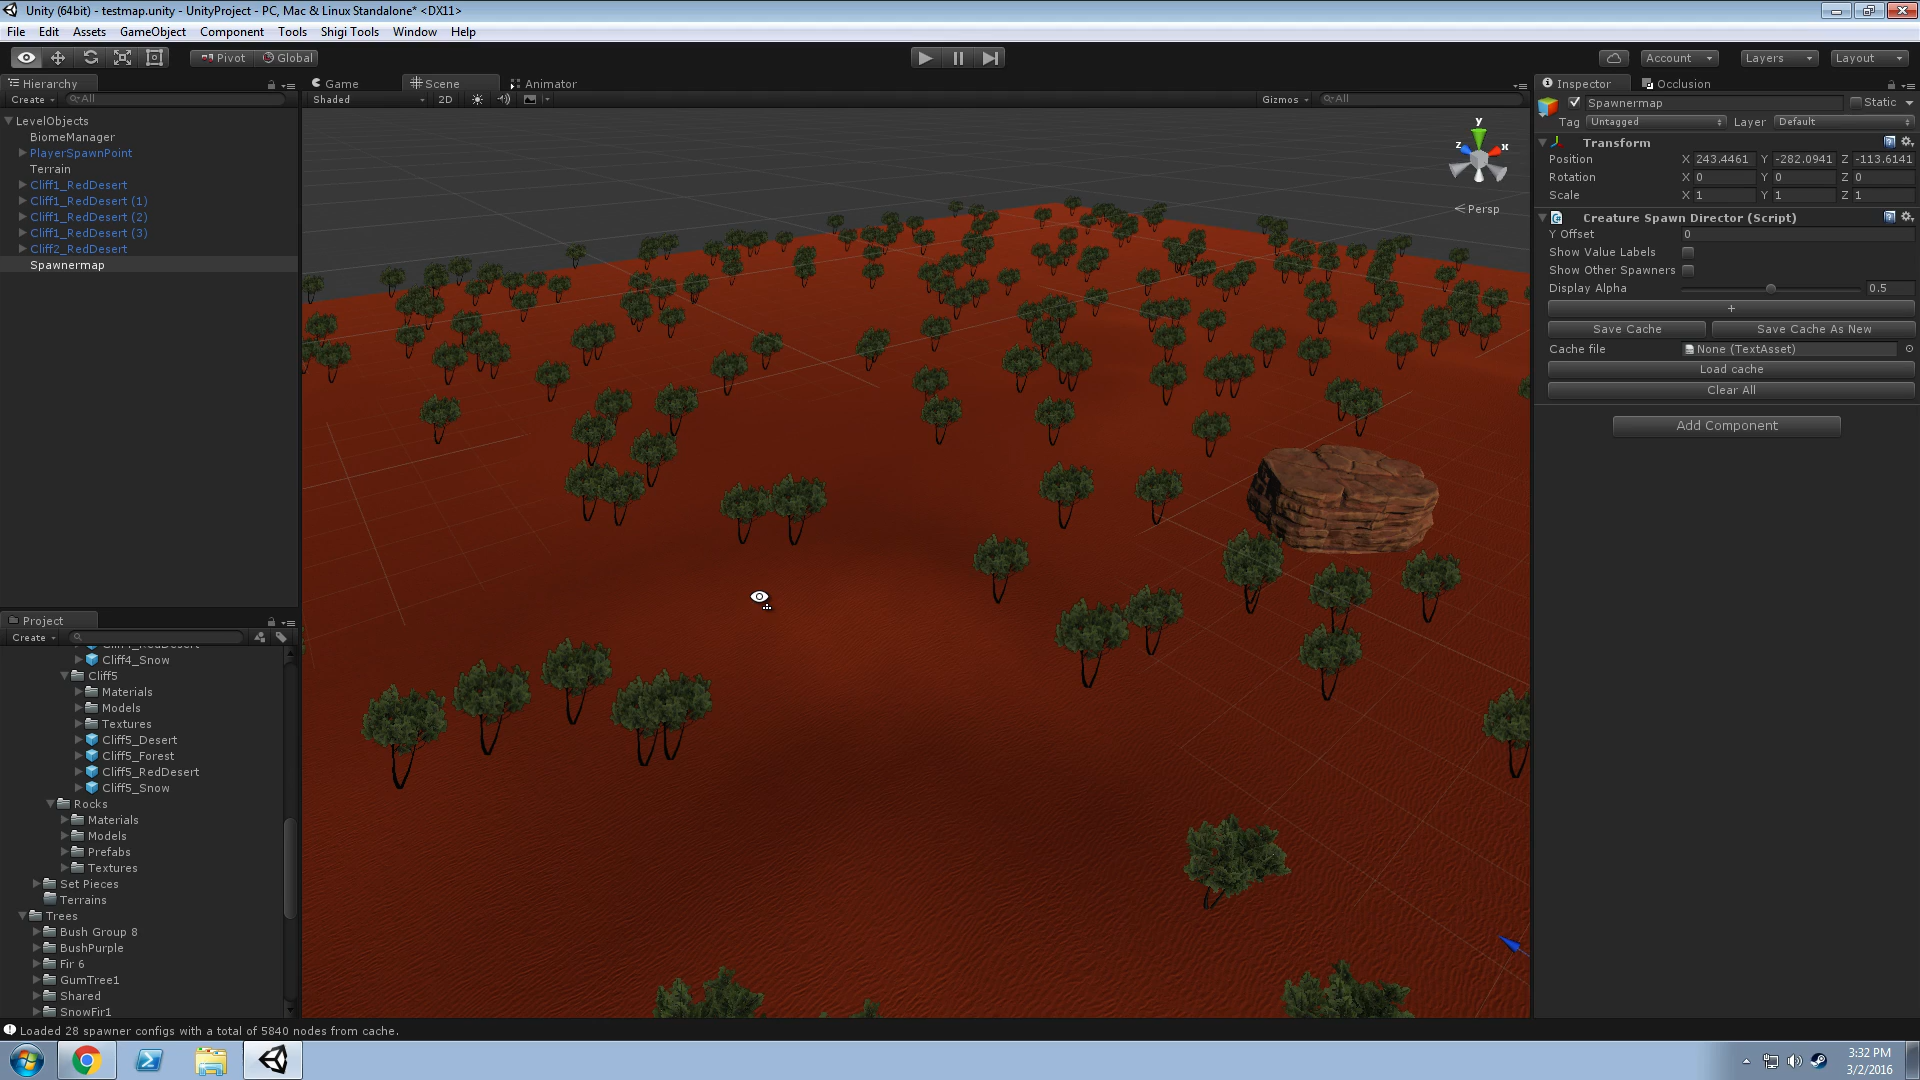 Unity (64bit) - testmap.unity - UnityProject - PC, Mac & Linux Standalone* <DX11>
File Edit Assets GameObject Component Tools Shigi Tools Window Help
Pivot Global
Account Layers Layout
Hierarchy
Create All
LevelObjects
BiomeManager
PlayerSpawnPoint
Terrain
Cliff1_RedDesert
Cliff1_RedDesert (1)
Cliff1_RedDesert (2)
Cliff1_RedDesert (3)
Cliff2_RedDesert
Spawnermap
Game Scene Animator
Shaded 2D Gizmos All
y
z x
Persp
Inspector Occlusion
Spawnermap Static
Tag Untagged Layer Default
Transform
Position X 243.4461 Y -282.0941 Z -113.6141
Rotation X 0 Y 0 Z 0
Scale X 1 Y 1 Z 1
Creature Spawn Director (Script)
Y Offset 0
Show Value Labels
Show Other Spawners
Display Alpha 0.5
+
Save Cache Save Cache As New
Cache file None (TextAsset)
Load cache
Clear All
Add Component
Project
Create
Cliff4_RedDesert
Cliff4_Snow
Cliff5
Materials
Models
Textures
Cliff5_Desert
Cliff5_Forest
Cliff5_RedDesert
Cliff5_Snow
Rocks
Materials
Models
Prefabs
Textures
Set Pieces
Terrains
Trees
Bush Group 8
BushPurple
Fir 6
GumTree1
Shared
SnowFir1
Loaded 28 spawner configs with a total of 5840 nodes from cache.
3:32 PM
3/2/2016